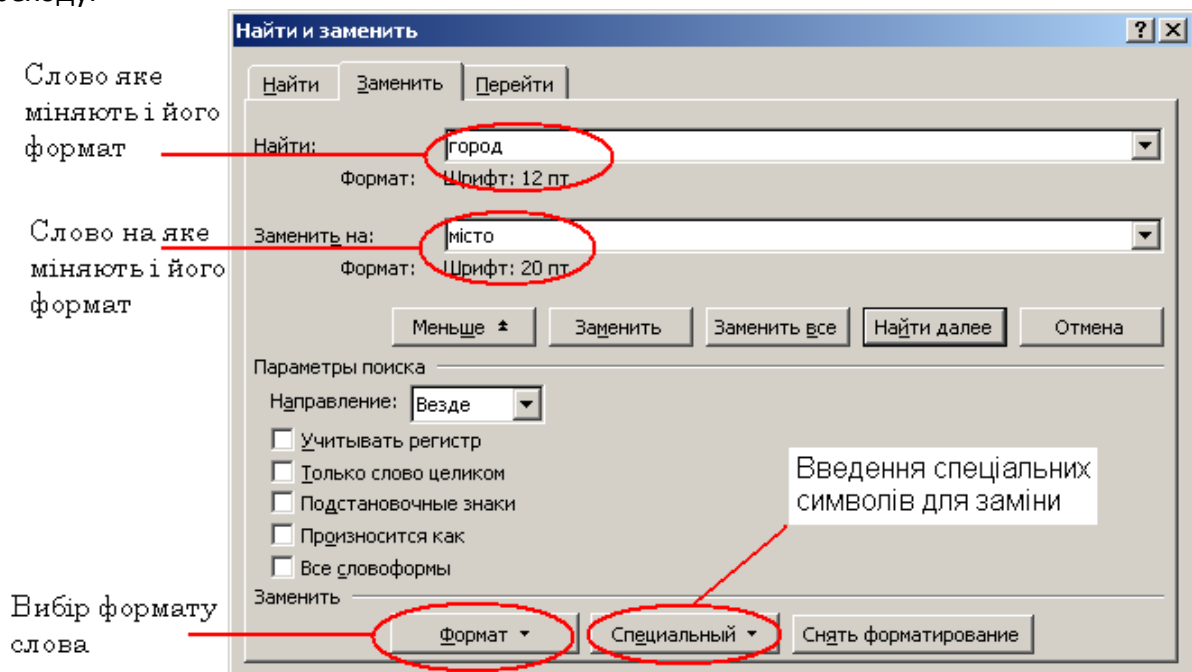 Найти и заменить
Слово яке
міняють і його
формат
Найти Заменить Перейти
Найти: город
Формат: Шрифт: 12 пт
Слово на яке
міняють і його
формат
Заменить на: місто
Формат: Шрифт: 20 пт
Меньше Заменить Заменить все Найти далее Отмена
Параметры поиска
Направление: Везде
Учитывать регистр
Только слово целиком
Подстановочные знаки
Произносится как
Все словоформы
Введення спеціальних
символів для заміни
Заменить
Вибір формату
слова
Формат Специальный Снять форматирование